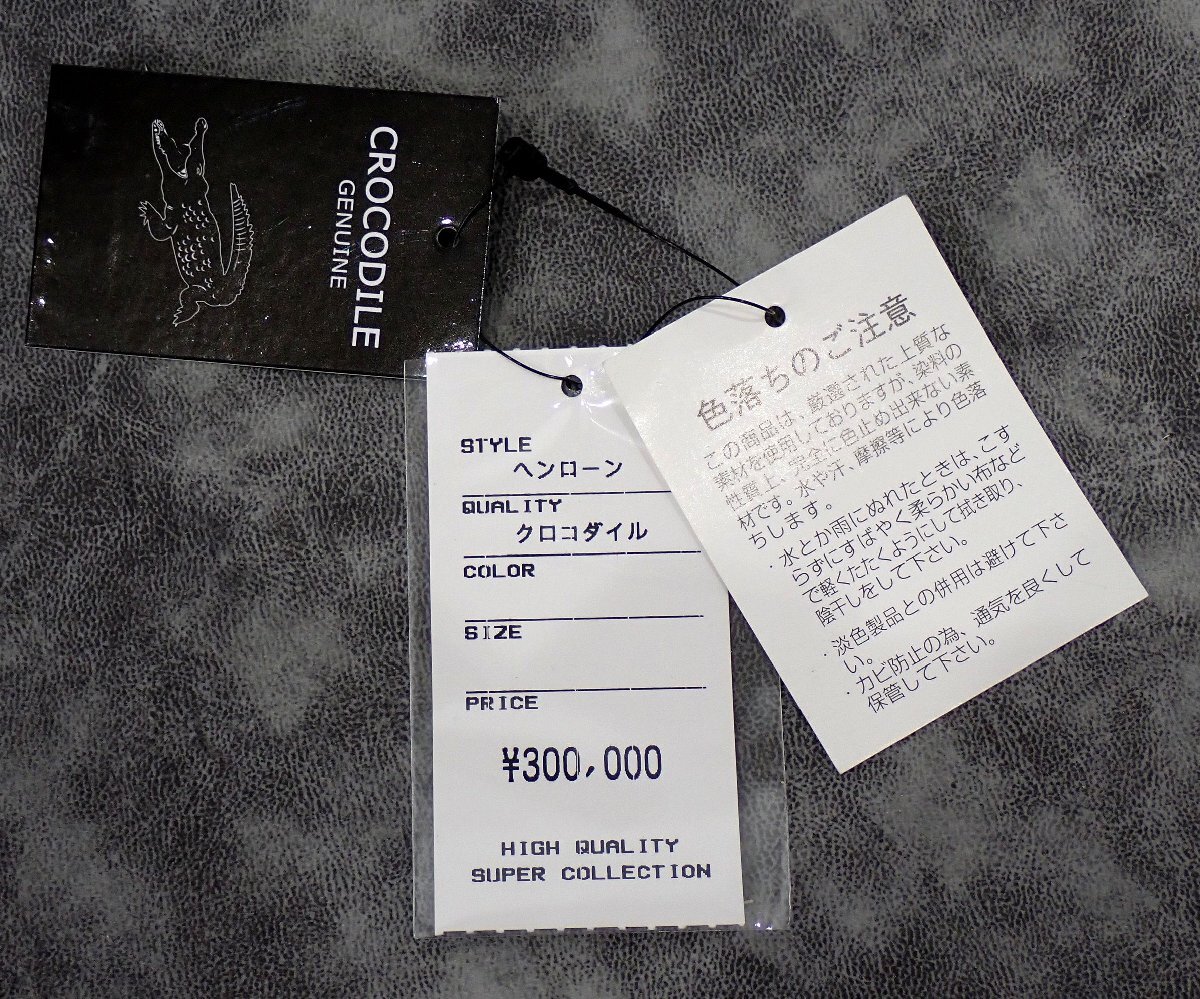 CROCODILE
GENUINE
STYLE
ヘンローン
QUALITY
クロコダイル
COLOR
SIZE
PRICE
¥300,000
HIGH QUALITY
SUPER COLLECTION
色落ちのご注意
この商品は、厳選された上質な
素材を使用しておりますが、染料の
性質上、完全に色止め出来ない素
材です。水や汗、摩擦等により色落
ちします。
・水とか雨にぬれたときは、こす
らずにすばやく柔らかい布など
で軽くたたくようにして拭き取り、
陰干しをして下さい。
・淡色製品との併用は避けて下さ
い。
・カビ防止の為、通気を良くして
保管して下さい。